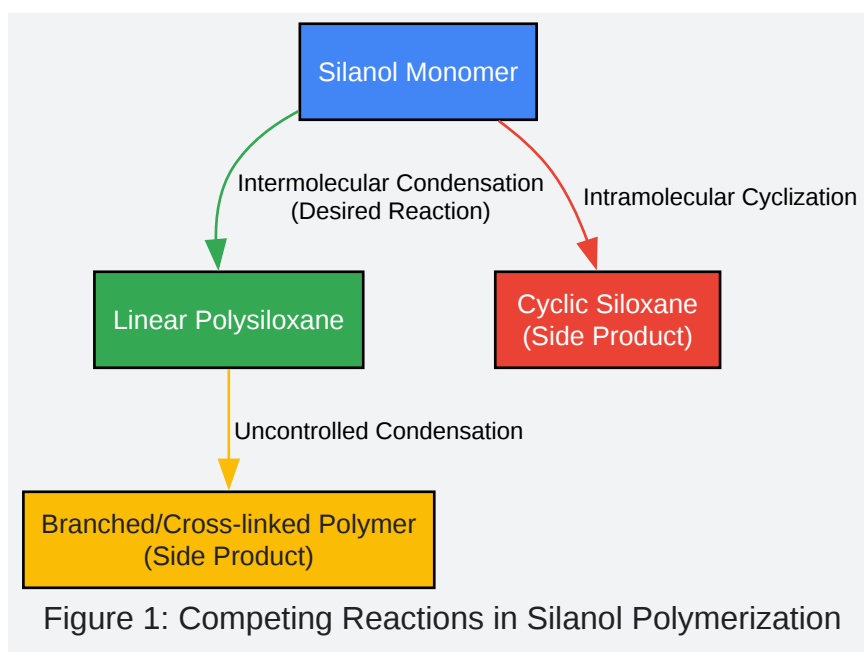 Silanol Monomer
Intermolecular Condensation
(Desired Reaction)
Intramolecular Cyclization
Linear Polysiloxane
Cyclic Siloxane
(Side Product)
Uncontrolled Condensation
Branched/Cross-linked Polymer
(Side Product)
Figure 1: Competing Reactions in Silanol Polymerization